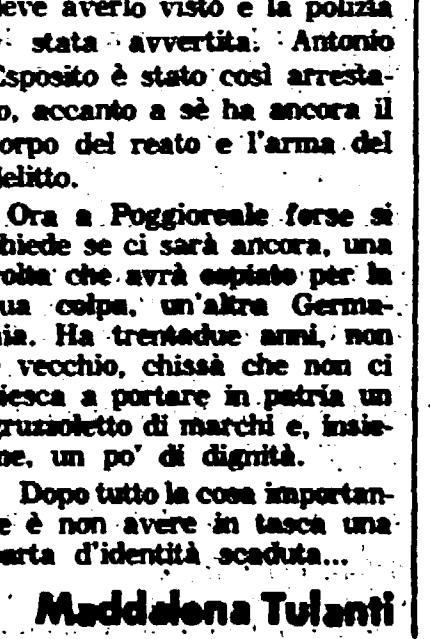 deve averlo visto e la polizia
è stata avvertita. Antonio
Esposito è stato così arresta-
to, accanto a sè ha ancora il
corpo del reato e l'arma del
delitto.
Ora a Poggioreale forse si
chiede se ci sarà ancora, una
volta che avrà espiato per la
sua colpa, un'altra Germa-
nia. Ha trentadue anni, non
è vecchio, chissà che non ci
riesca a portare in patria un
gruzzoletto di marchi e, insie-
me, un po' di dignità.
Dopo tutto la cosa importan-
te è non avere in tasca una
carta d'identità scaduta...
Maddalena Tulanti